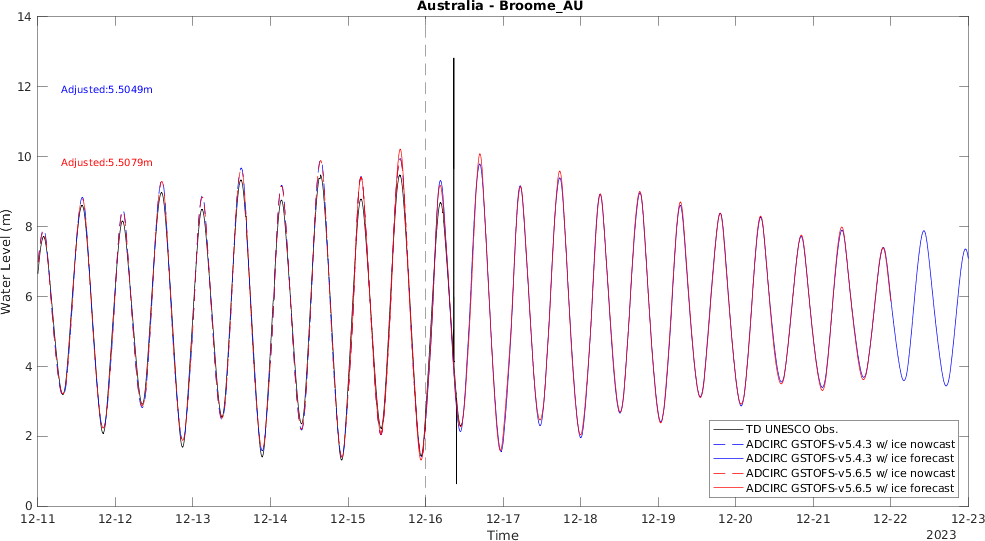 Australia - Broome_AU
14
12
10
8
6
4
2
0
Water Level (m)
Adjusted:5.5049m
Adjusted:5.5079m
TD UNESCO Obs.
ADCIRC GSTOFS-v5.4.3 w/ ice nowcast
ADCIRC GSTOFS-v5.4.3 w/ ice forecast
ADCIRC GSTOFS-v5.6.5 w/ ice nowcast
ADCIRC GSTOFS-v5.6.5 w/ ice forecast
12-11 12-12 12-13 12-14 12-15 12-16 12-17 12-18 12-19 12-20 12-21 12-22 12-23
Time
2023